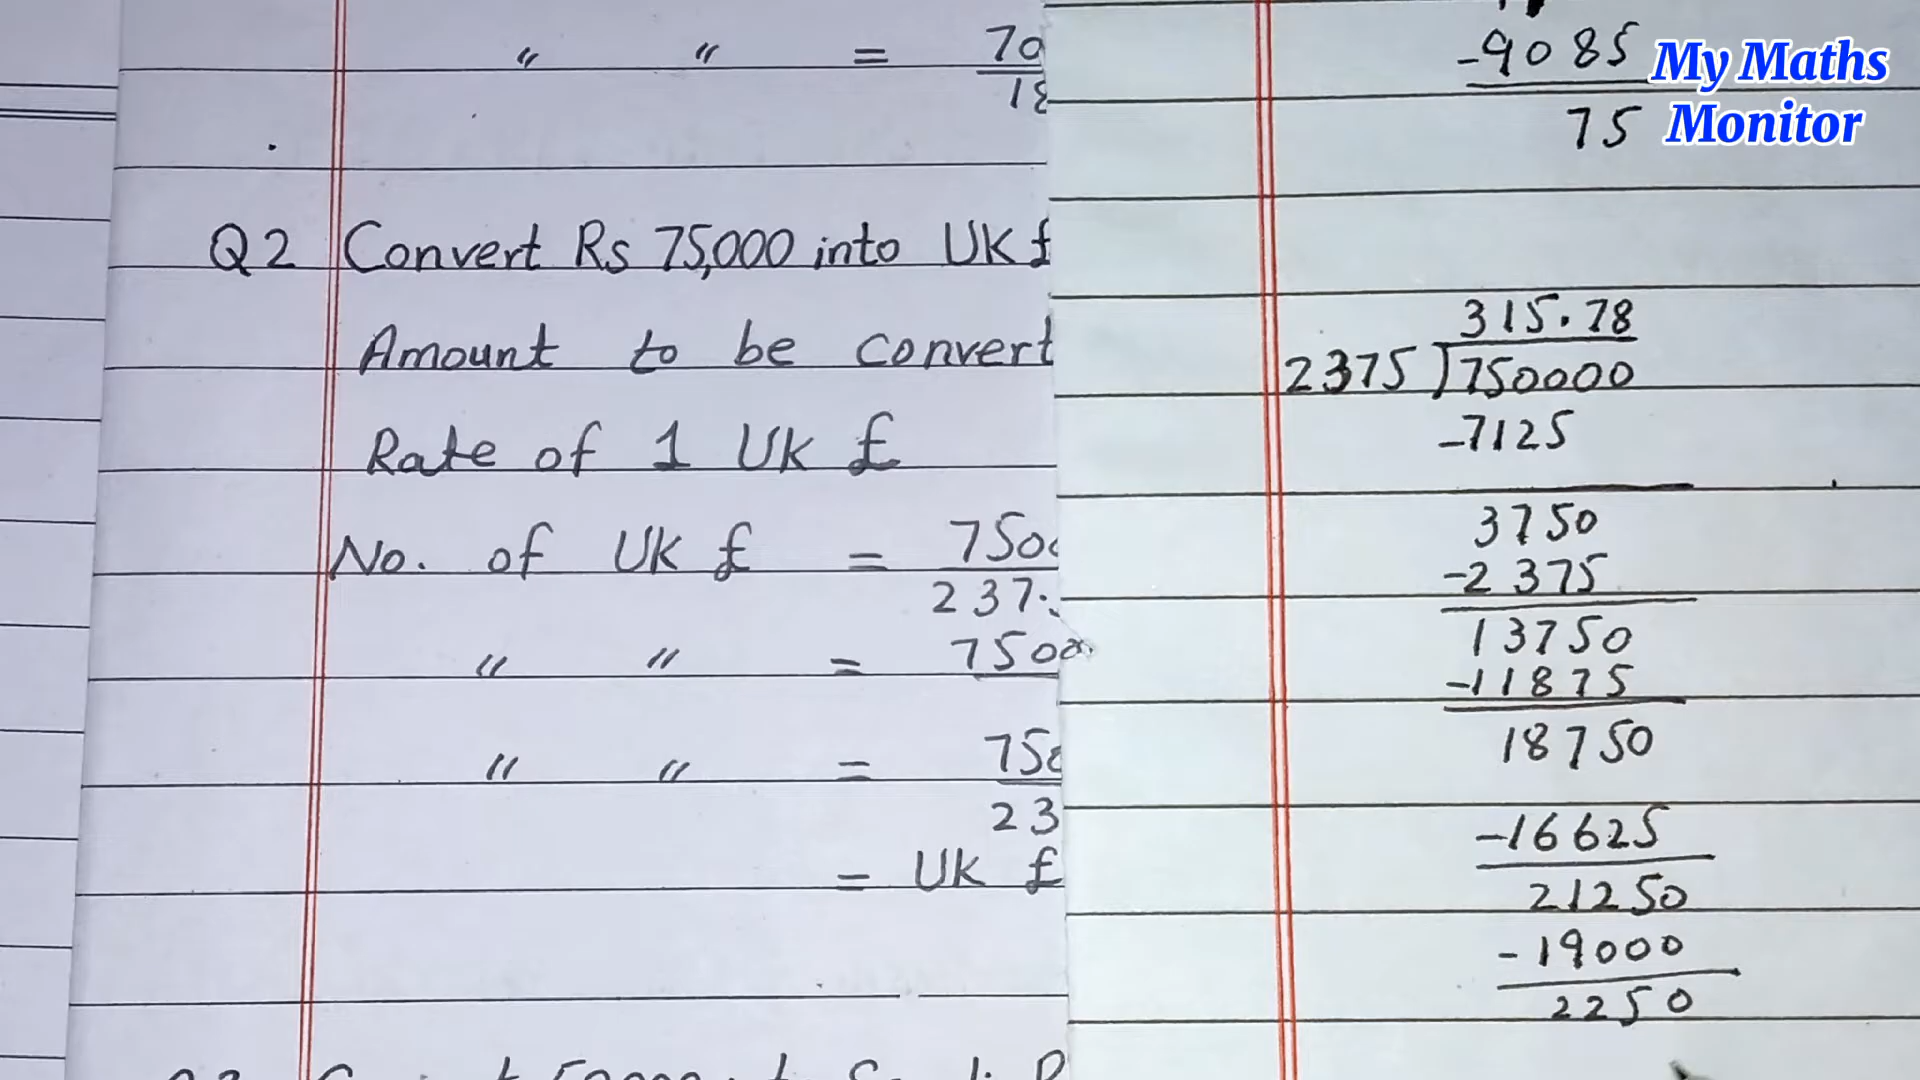 " " = 70
18
Q2 Convert Rs 75,000 into UK £
Amount to be convert
Rate of 1 UK £
No. of UK £ = 750
237.
" " = 7500
" " = 750
23
= UK £
-9085
75
My Maths
Monitor
315.78
2375)750000
-7125
3750
-2375
13750
-11875
18750
-16625
21250
-19000
2250